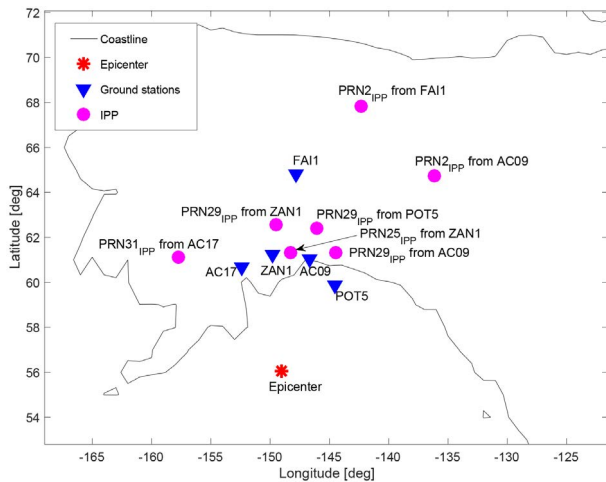 72
70
68
66
64
62
60
58
56
54
Latitude [deg]
Coastline
Epicenter
Ground stations
IPP
PRN2IPP from FAI1
FAI1
PRN2IPP from AC09
PRN29IPP from ZAN1
PRN29IPP from POT5
PRN25IPP from ZAN1
PRN31IPP from AC17
PRN29IPP from AC09
AC17
ZAN1
AC09
POT5
Epicenter
-165
-160
-155
-150
-145
-140
-135
-130
-125
Longitude [deg]